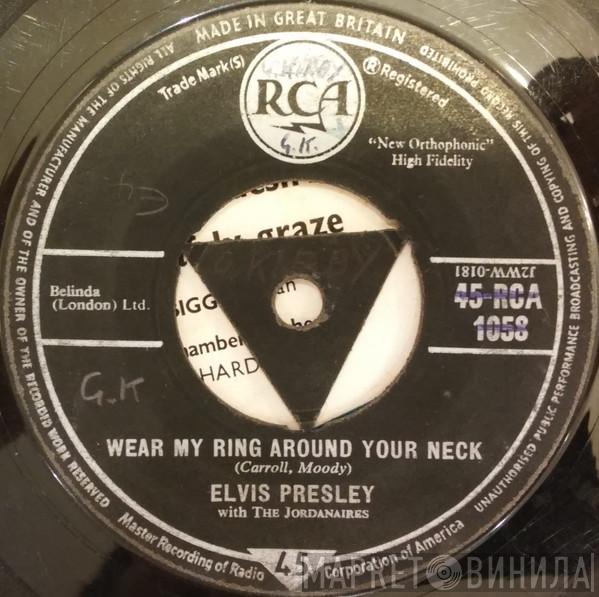 MADE IN GREAT BRITAIN
ALL RIGHTS OF THE MANUFACTURER AND OF THE OWNER OF THE RECORDED WORK RESERVED
UNAUTHORISED PUBLIC PERFORMANCE BROADCASTING AND COPYING OF THIS RECORD PROHIBITED
Trade Mark(S)
®Registered
RCA
G.K.
"New Orthophonic"
High Fidelity
graze
J2WW-0181
Belinda
(London) Ltd.
45-RCA
1058
HARD
G.K
WEAR MY RING AROUND YOUR NECK
(Carroll, Moody)
ELVIS PRESLEY
with THE JORDANAIRES
Master Recording of Radio
45
Corporation of America
МАРКЕТ ВИНИЛА